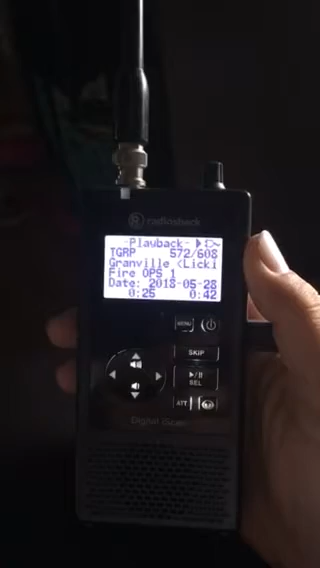 radioshack
-Playback-
TGRP 572/608
Granville <Licki
Fire OPS 1
Date: 2018-05-28
0:25 0:42
MENU
SKIP
SEL
ATT
Digital iScan